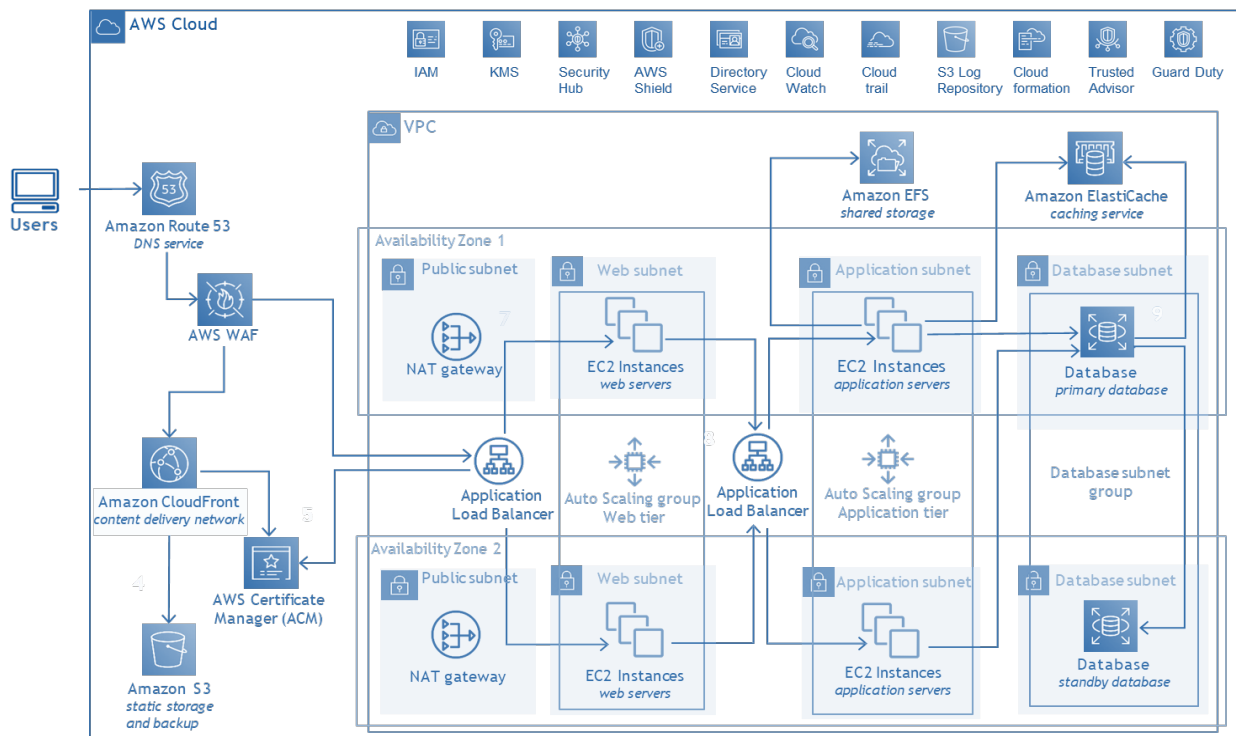 AWS Cloud
IAM
KMS
Security
Hub
AWS
Shield
Directory
Service
Cloud
Watch
Cloud
trail
S3 Log
Repository
Cloud
formation
Trusted
Advisor
Guard Duty
VPC
Users
53
Amazon Route 53
DNS service
AWS WAF
Amazon CloudFront
content delivery network
AWS Certificate
Manager (ACM)
Amazon S3
static storage
and backup
4
5
Amazon EFS
shared storage
Amazon ElastiCache
caching service
Availability Zone 1
Public subnet
NAT gateway
7
Web subnet
EC2 Instances
web servers
Application subnet
EC2 Instances
application servers
Database subnet
9
Database
primary database
Application
Load Balancer
Auto Scaling group
Web tier
8
Application
Load Balancer
Auto Scaling group
Application tier
Database subnet
group
Availability Zone 2
Public subnet
NAT gateway
Web subnet
EC2 Instances
web servers
Application subnet
EC2 Instances
application servers
Database subnet
Database
standby database